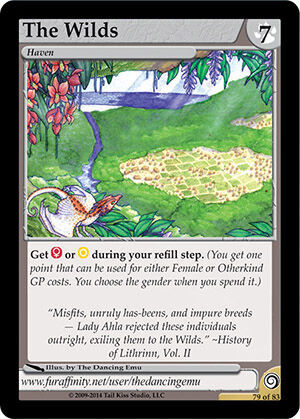 The Wilds
7
Haven
Get or during your refill step. (You get one
point that can be used for either Female or Otherkind
GP costs. You choose the gender when you spend it.)
"Misfits, unruly has-beens, and impure breeds
— Lady Ahla rejected these individuals
outright, exiling them to the Wilds." ~History
of Lithrinn, Vol. II
Illus. by The Dancing Emu
www.furaffinity.net/user/thedancingemu
79 of 83
© 2009-2014 Tail Kiss Studio, LLC